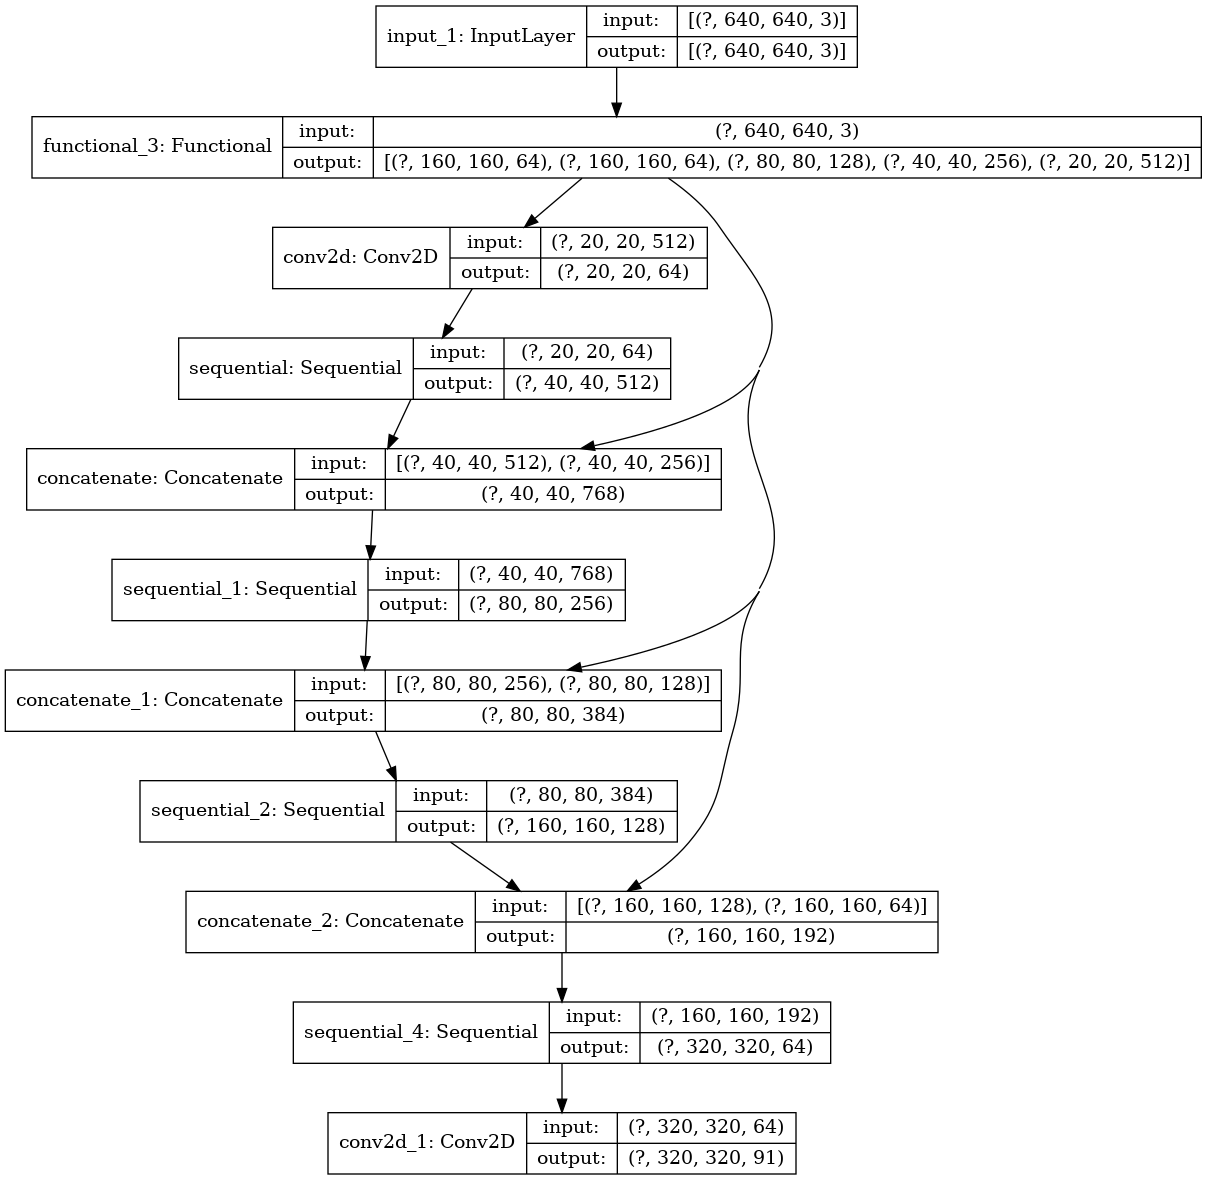 input_1: InputLayer
input:
[(?, 640, 640, 3)]
output:
[(?, 640, 640, 3)]
functional_3: Functional
input:
(?, 640, 640, 3)
output:
[(?, 160, 160, 64), (?, 160, 160, 64), (?, 80, 80, 128), (?, 40, 40, 256), (?, 20, 20, 512)]
conv2d: Conv2D
input:
(?, 20, 20, 512)
output:
(?, 20, 20, 64)
sequential: Sequential
input:
(?, 20, 20, 64)
output:
(?, 40, 40, 512)
concatenate: Concatenate
input:
[(?, 40, 40, 512), (?, 40, 40, 256)]
output:
(?, 40, 40, 768)
sequential_1: Sequential
input:
(?, 40, 40, 768)
output:
(?, 80, 80, 256)
concatenate_1: Concatenate
input:
[(?, 80, 80, 256), (?, 80, 80, 128)]
output:
(?, 80, 80, 384)
sequential_2: Sequential
input:
(?, 80, 80, 384)
output:
(?, 160, 160, 128)
concatenate_2: Concatenate
input:
[(?, 160, 160, 128), (?, 160, 160, 64)]
output:
(?, 160, 160, 192)
sequential_4: Sequential
input:
(?, 160, 160, 192)
output:
(?, 320, 320, 64)
conv2d_1: Conv2D
input:
(?, 320, 320, 64)
output:
(?, 320, 320, 91)